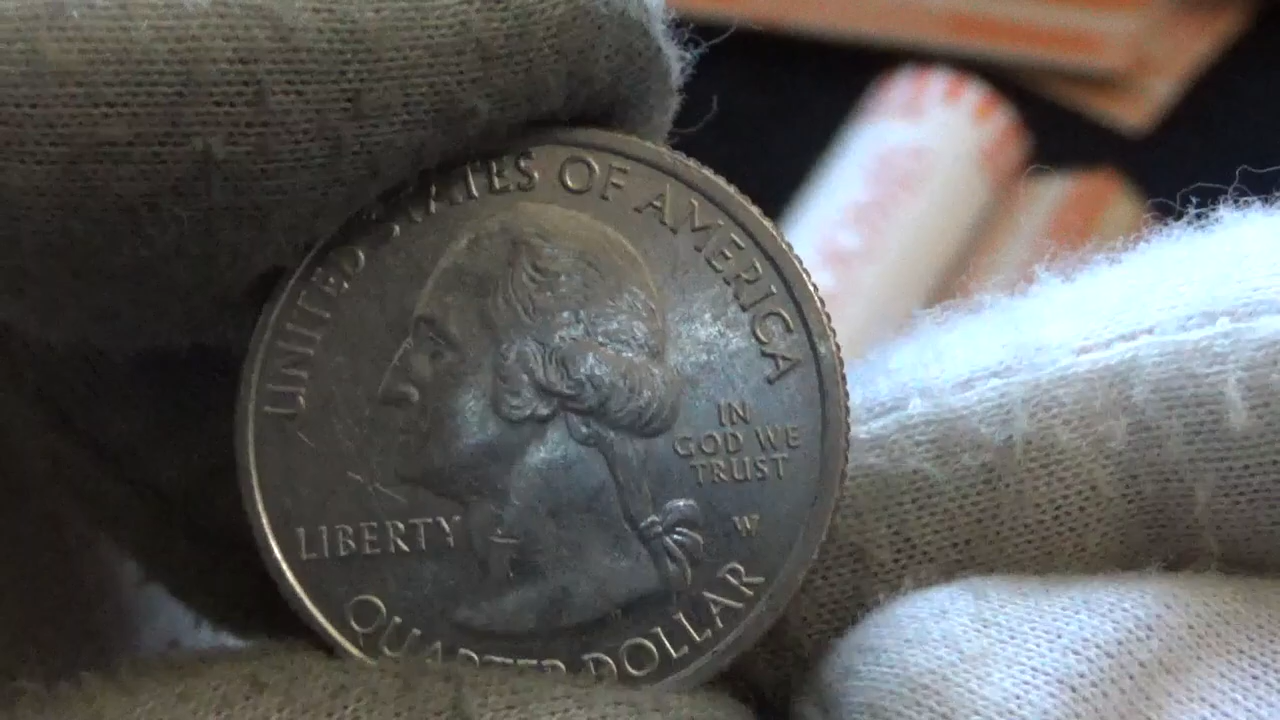 UNITED STATES OF AMERICA
IN
GOD WE
TRUST
LIBERTY
W
QUARTER DOLLAR